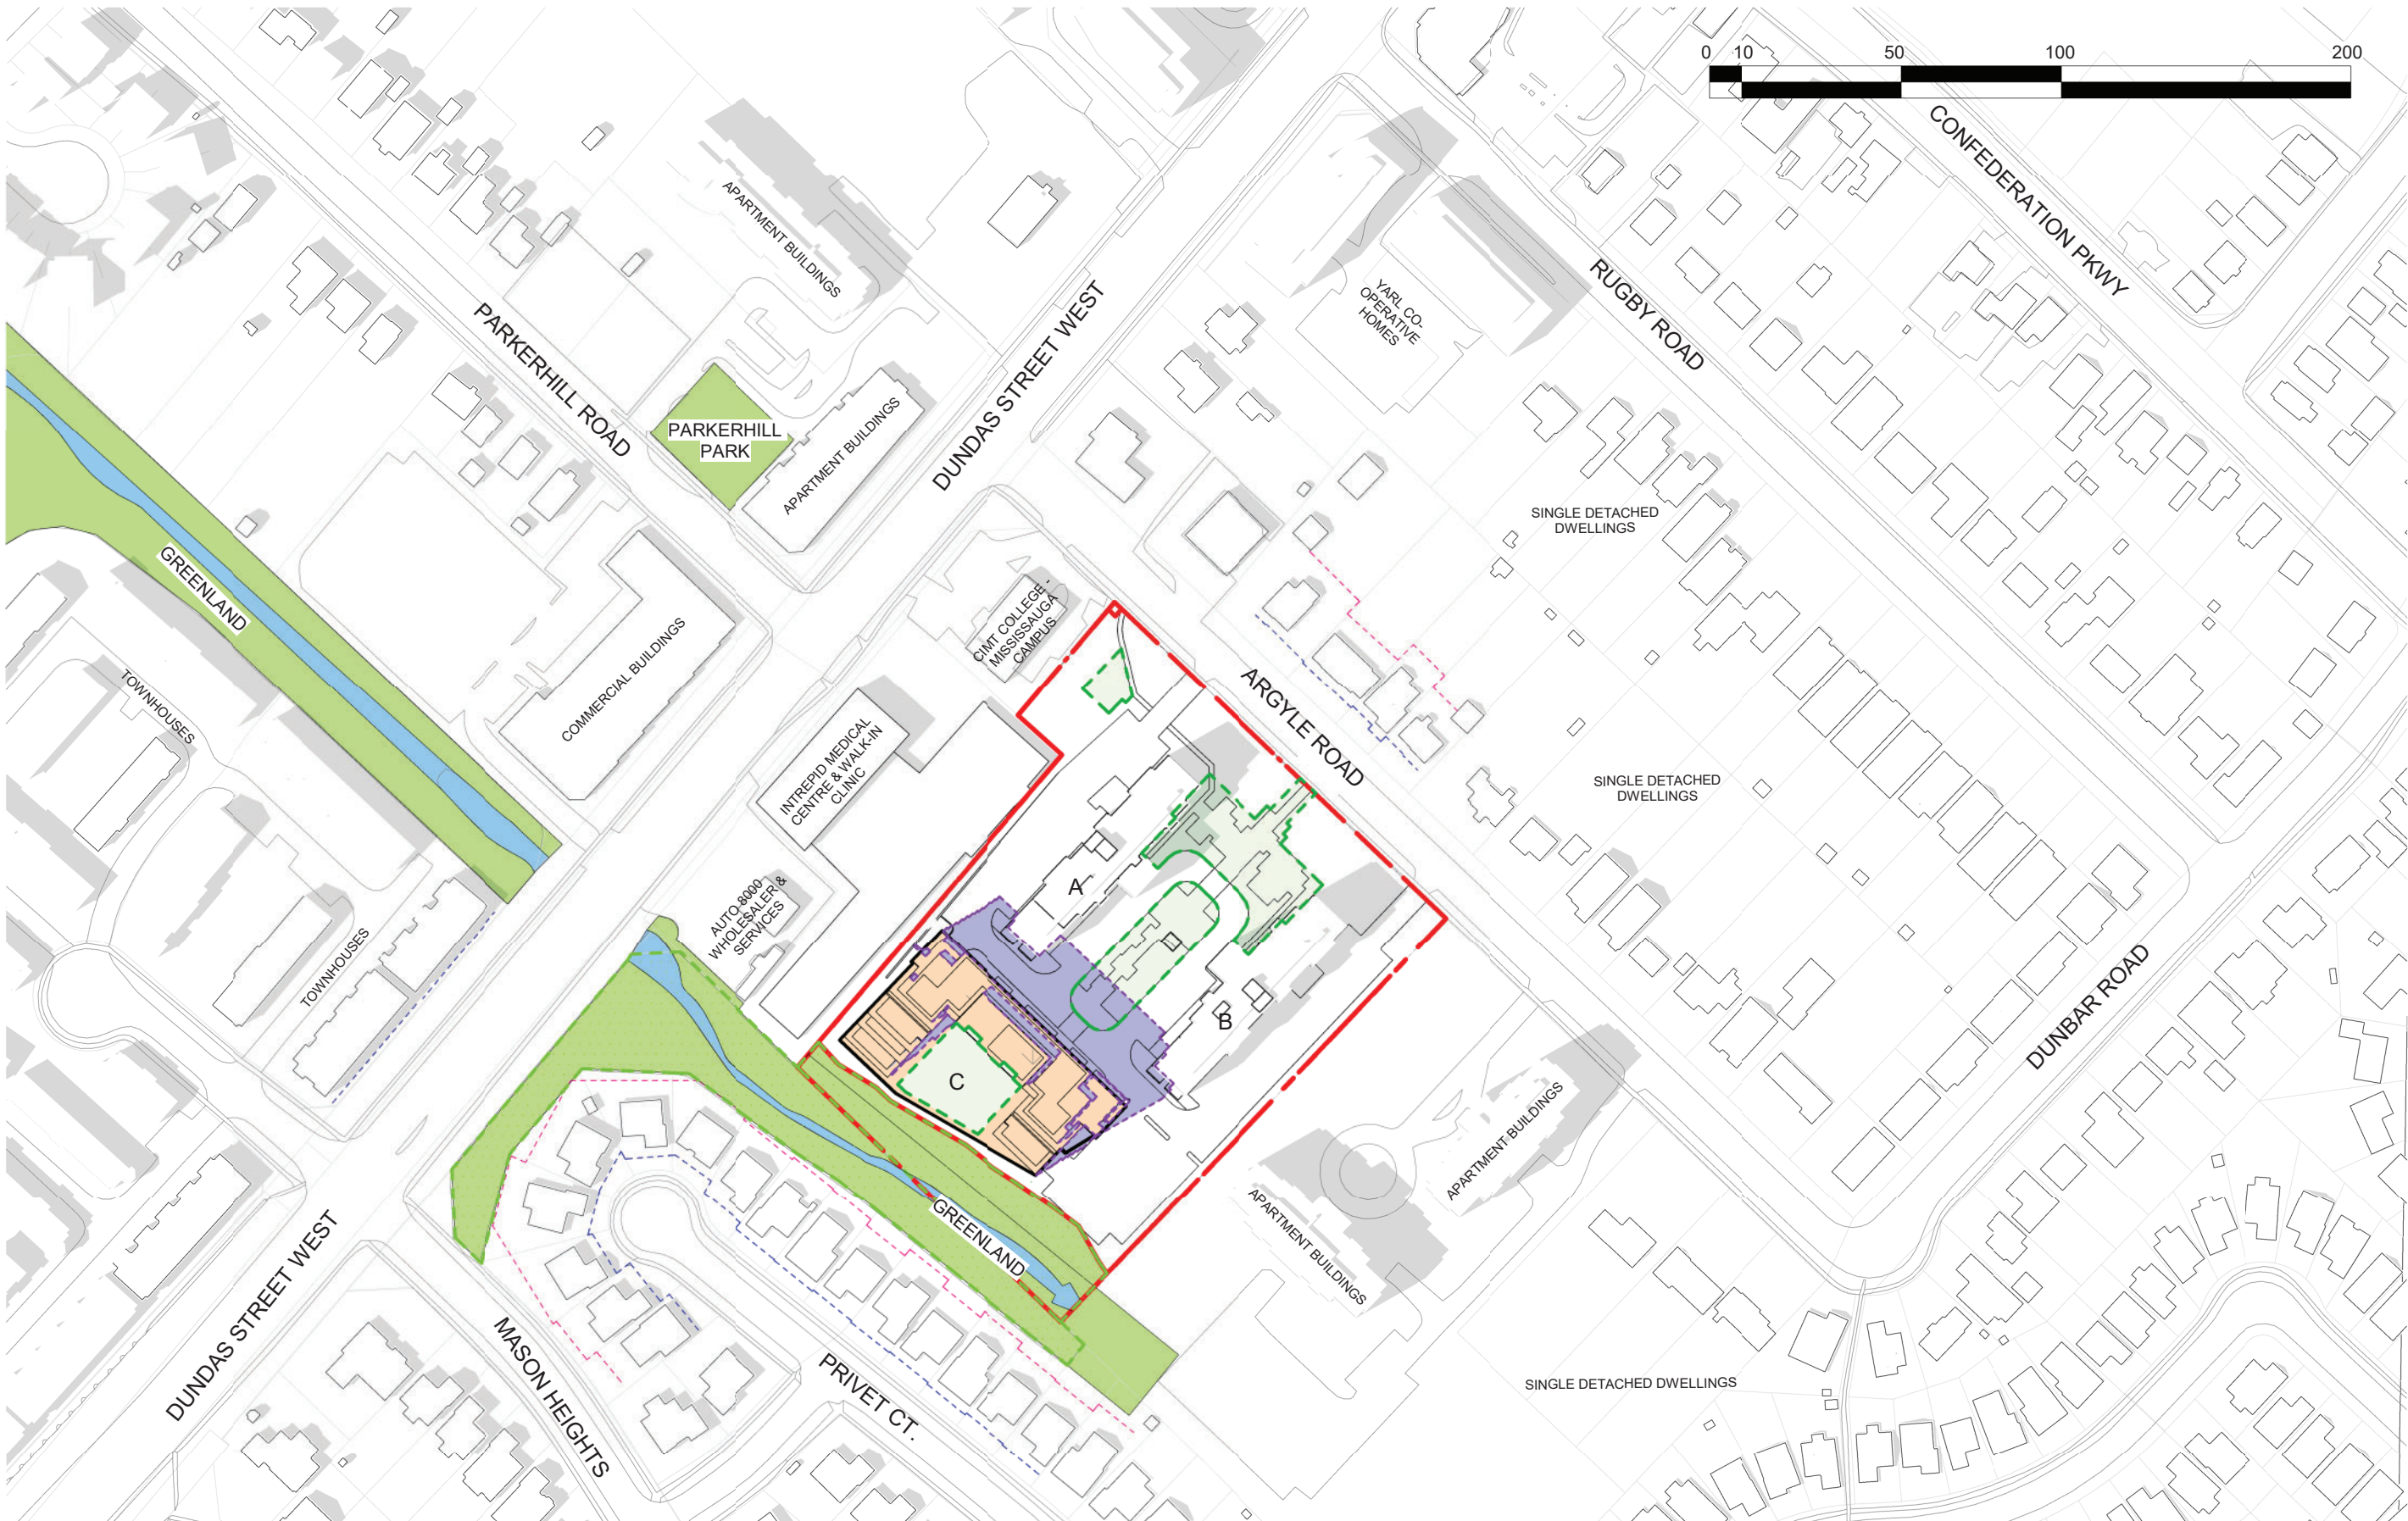 0 10 50 100 200
CONFEDERATION PKWY
APARTMENT BUILDINGS
YARL CO-
OPERATIVE
HOMES
RUGBY ROAD
PARKERHILL ROAD
DUNDAS STREET WEST
PARKERHILL
PARK
APARTMENT BUILDINGS
SINGLE DETACHED
DWELLINGS
GREENLAND
CIMT COLLEGE -
MISSISSAUGA
CAMPUS
COMMERCIAL BUILDINGS
TOWNHOUSES
ARGYLE ROAD
INTREPID MEDICAL
CENTRE & WALK-IN
CLINIC
SINGLE DETACHED
DWELLINGS
A
AUTO 8000
WHOLESALER &
SERVICES
TOWNHOUSES
B
DUNBAR ROAD
C
APARTMENT BUILDINGS
GREENLAND
APARTMENT BUILDINGS
DUNDAS STREET WEST
MASON HEIGHTS
PRIVET CT.
SINGLE DETACHED DWELLINGS